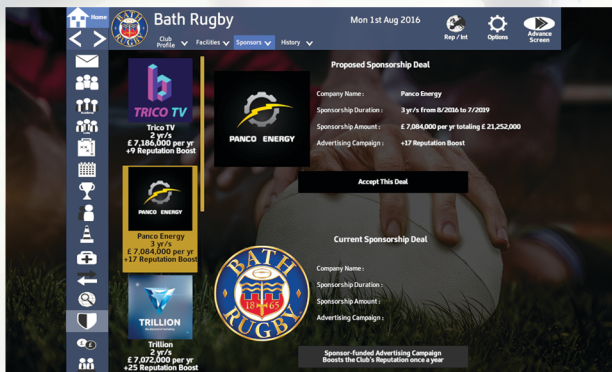 Home
Bath Rugby
Mon 1st Aug 2016
Club
Profile
Facilities
Sponsors
History
Rep / Int
Options
Advance
Screen
TRICO TV
Trico TV
2 yr/s
£ 7,186,000 per yr
+9 Reputation Boost
PANCO ENERGY
Panco Energy
3 yr/s
£ 7,084,000 per yr
+17 Reputation Boost
TRILLION
Trillion
2 yr/s
£ 7,072,000 per yr
+25 Reputation Boost
Proposed Sponsorship Deal
PANCO ENERGY
Company Name : Panco Energy
Sponsorship Duration : 3 yr/s from 8/2016 to 7/2019
Sponsorship Amount : £ 7,084,000 per yr totaling £ 21,252,000
Advertising Campaign : +17 Reputation Boost
Accept This Deal
Current Sponsorship Deal
BATH
18 65
RUGBY
Company Name :
Sponsorship Duration :
Sponsorship Amount :
Advertising Campaign :
Sponsor-funded Advertising Campaign
Boosts the Club's Reputation once a year